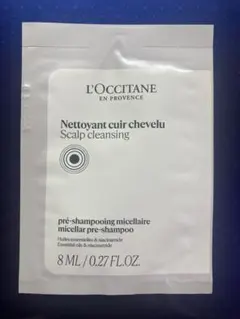 L'OCCITANE
EN PROVENCE
Nettoyant cuir chevelu
Scalp cleansing
pré-shampooing micellaire
micellar pre-shampoo
Huiles essentielles & niacinamide
Essential oils & niacinamide
8 ML / 0.27 FL.OZ.